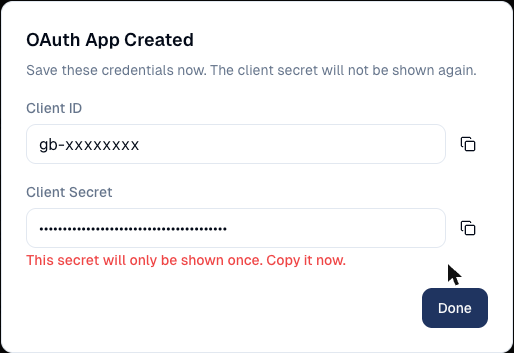 OAuth App Created
Save these credentials now. The client secret will not be shown again.
Client ID
gb-xxxxxxxx
Client Secret
••••••••••••••••••••••••••••••••••••••••
This secret will only be shown once. Copy it now.
Done